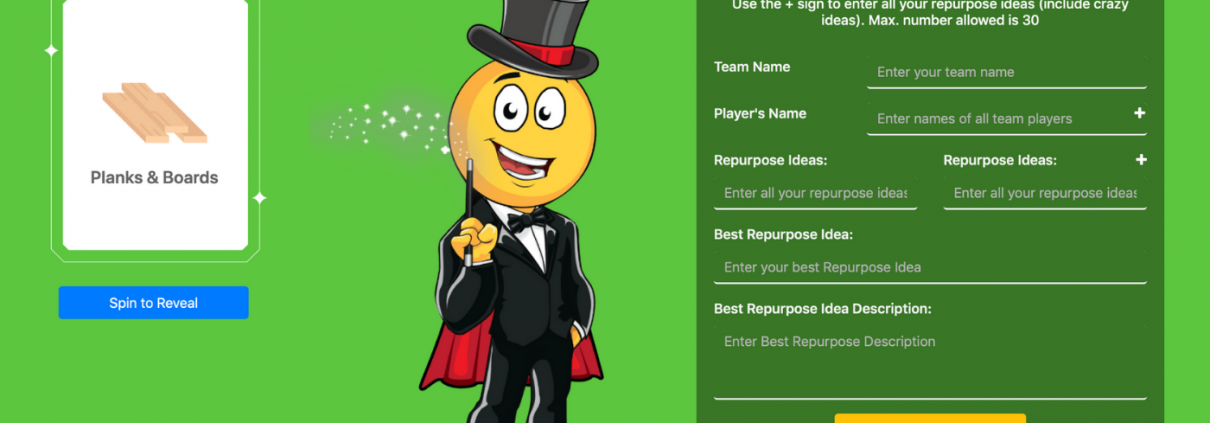 Planks & Boards
Spin to Reveal
Use the + sign to enter all your repurpose ideas (include crazy
ideas). Max. number allowed is 30
Team Name
Enter your team name
Player's Name
Enter names of all team players
Repurpose Ideas:
Repurpose Ideas:
Enter all your repurpose ideas
Enter all your repurpose ideas
Best Repurpose Idea:
Enter your best Repurpose Idea
Best Repurpose Idea Description:
Enter Best Repurpose Description